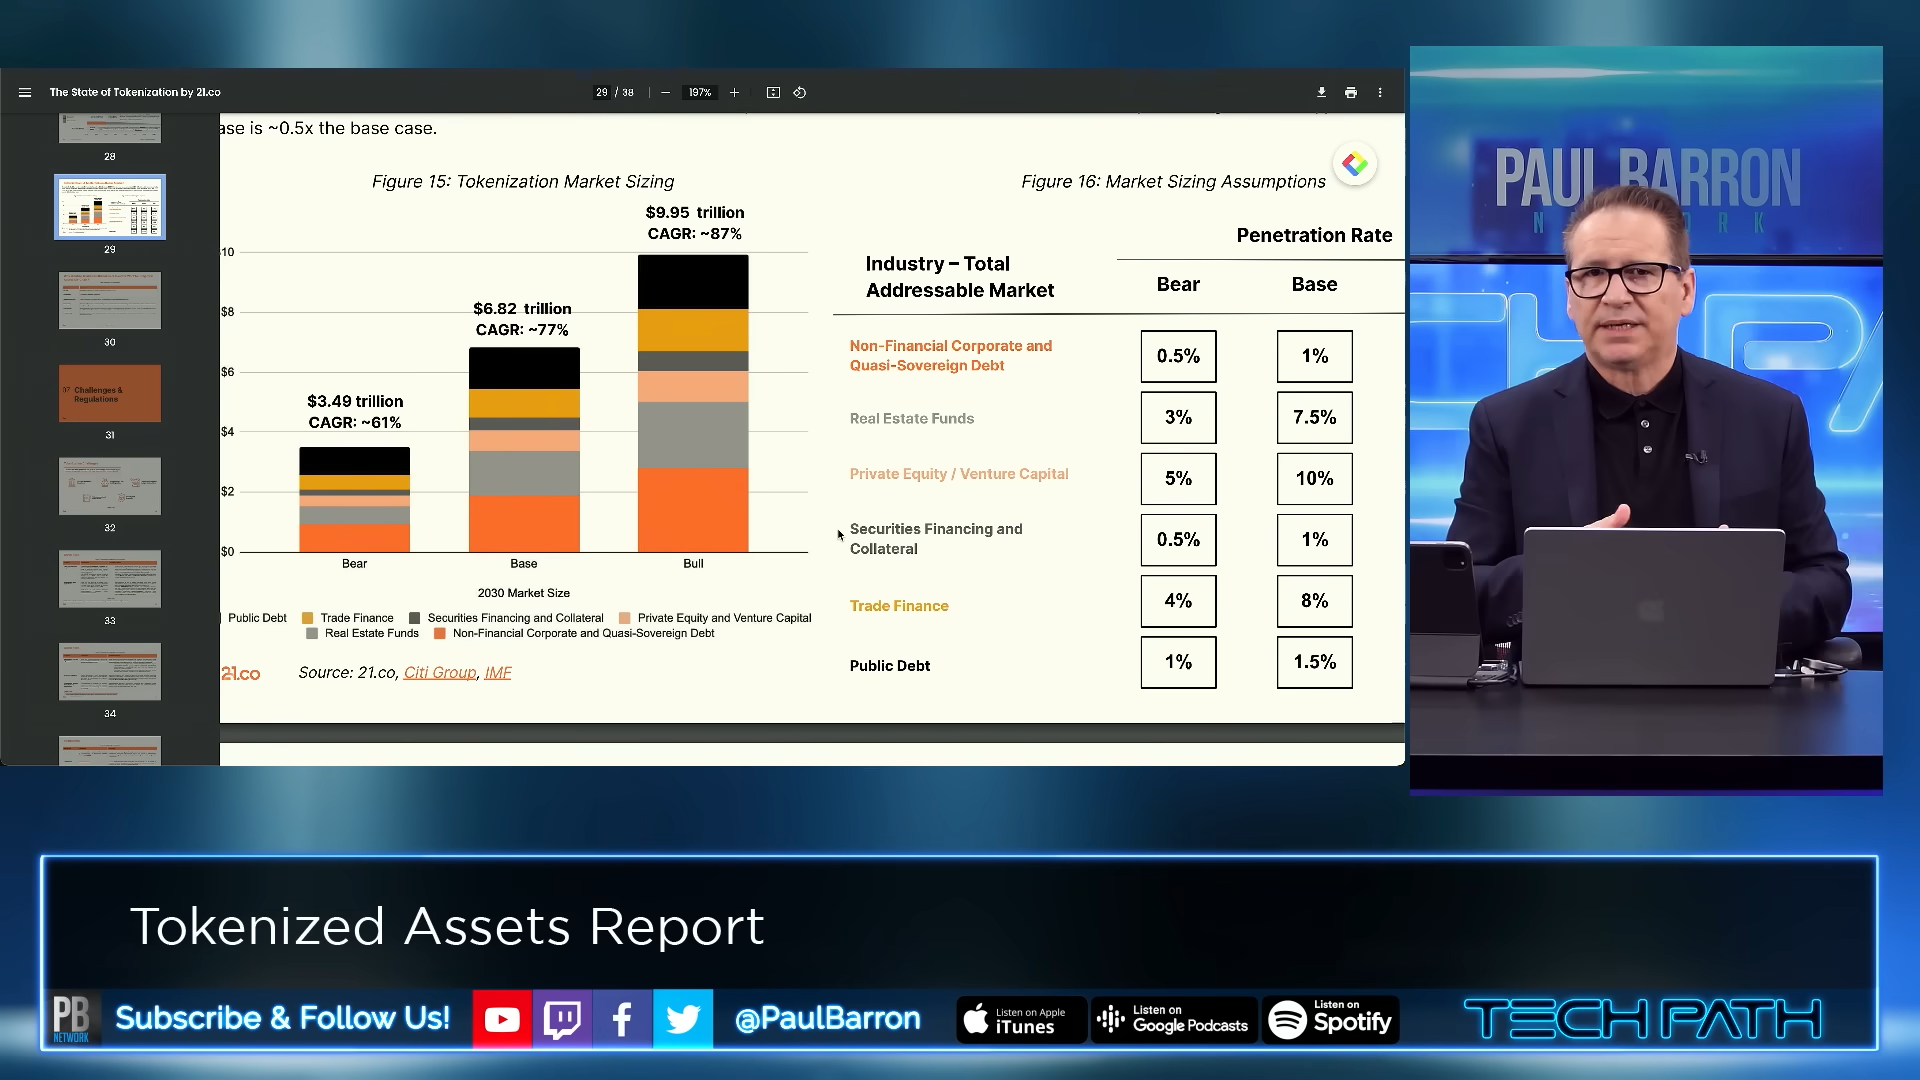 The State of Tokenization by 21.co
29 / 38
197%
ase is ~0.5x the base case.
28
29
30
07 Challenges & Regulations
31
32
33
34
Figure 15: Tokenization Market Sizing
$9.95 trillion
CAGR: ~87%
$6.82 trillion
CAGR: ~77%
$3.49 trillion
CAGR: ~61%
10
$8
$6
$4
$2
$0
Bear
Base
Bull
2030 Market Size
Public Debt
Trade Finance
Securities Financing and Collateral
Private Equity and Venture Capital
Real Estate Funds
Non-Financial Corporate and Quasi-Sovereign Debt
21.co
Source: 21.co, Citi Group, IMF
Figure 16: Market Sizing Assumptions
Penetration Rate
Industry – Total
Addressable Market
Bear
Base
Non-Financial Corporate and
Quasi-Sovereign Debt
0.5%
1%
Real Estate Funds
3%
7.5%
Private Equity / Venture Capital
5%
10%
Securities Financing and
Collateral
0.5%
1%
Trade Finance
4%
8%
Public Debt
1%
1.5%
PAUL BARRON
Tokenized Assets Report
PB
NETWORK
Subscribe & Follow Us!
@PaulBarron
Listen on Apple
iTunes
Listen on
Google Podcasts
Listen on
Spotify
TECH PATH